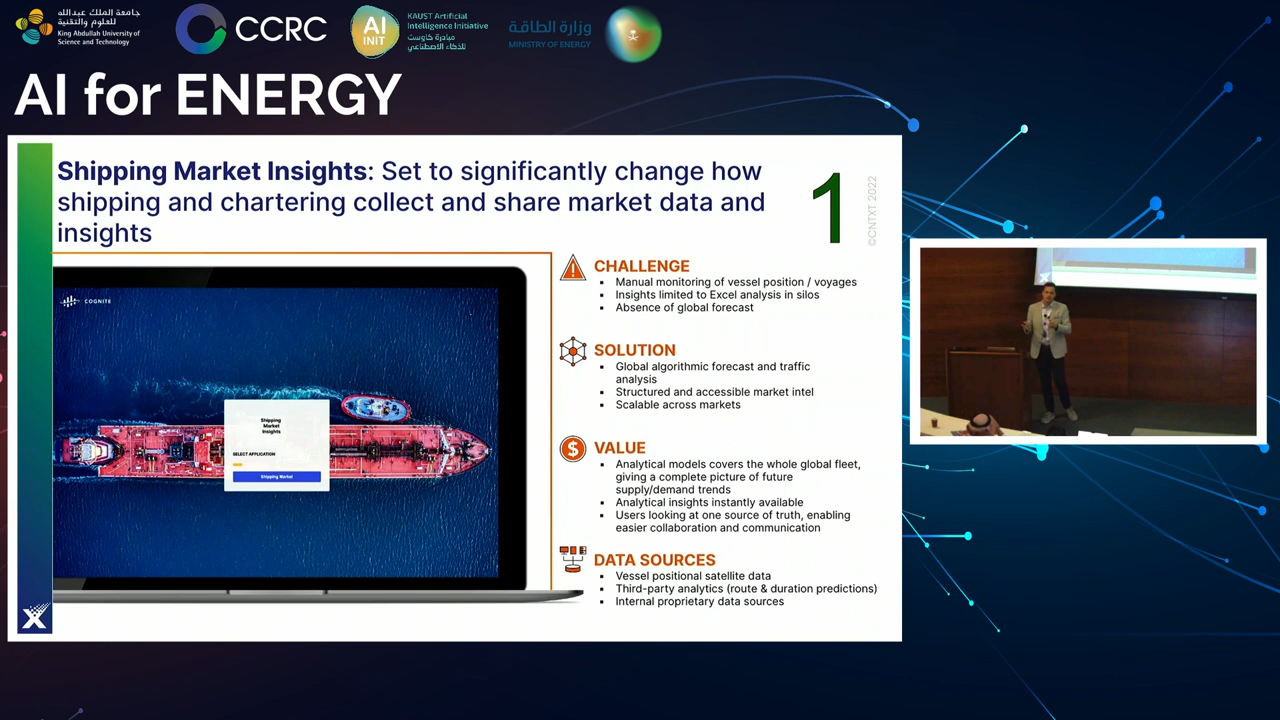 جامعة الملك عبدالله
للعلوم والتقنية
King Abdullah University of
Science and Technology
CCRC
AI
INIT
KAUST Artificial
Intelligence Initiative
مبادرة كاوست
للذكاء الاصطناعي
وزارة الطاقة
MINISTRY OF ENERGY
AI for ENERGY
Shipping Market Insights: Set to significantly change how
shipping and chartering collect and share market data and
insights
1
©CNTXT 2022
COGNITE
Shipping
Market
Insights
SELECT APPLICATION
Shipping Market
CHALLENGE
▪ Manual monitoring of vessel position / voyages
▪ Insights limited to Excel analysis in silos
▪ Absence of global forecast
SOLUTION
▪ Global algorithmic forecast and traffic
analysis
▪ Structured and accessible market intel
▪ Scalable across markets
VALUE
▪ Analytical models covers the whole global fleet,
giving a complete picture of future
supply/demand trends
▪ Analytical insights instantly available
▪ Users looking at one source of truth, enabling
easier collaboration and communication
DATA SOURCES
▪ Vessel positional satellite data
▪ Third-party analytics (route & duration predictions)
▪ Internal proprietary data sources